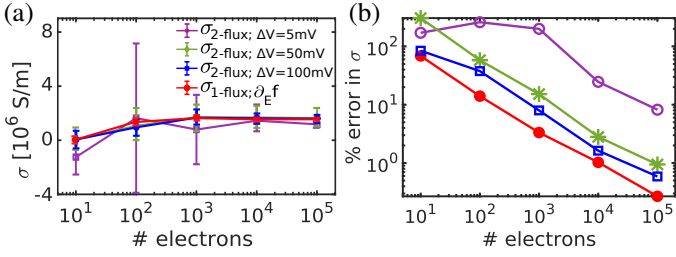 (a)
8
4
0
-4
σ [10⁶ S/m]
σ2-flux; ΔV=5mV
σ2-flux; ΔV=50mV
σ2-flux; ΔV=100mV
σ1-flux;∂Ef
10¹ 10² 10³ 10⁴ 10⁵
# electrons
(b)
10²
10¹
10⁰
% error in σ
10¹ 10² 10³ 10⁴ 10⁵
# electrons